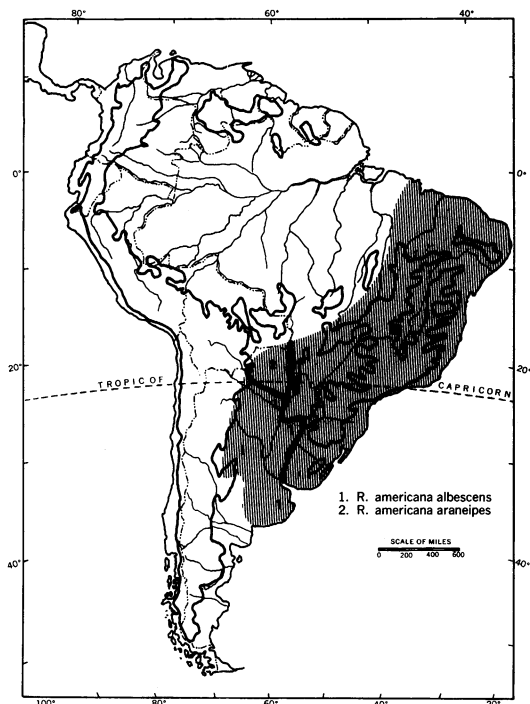 80° 60° 40°
0° 0°
20° 20°
TROPIC OF CAPRICORN
1. R. americana albescens
2. R. americana araneipes
SCALE OF MILES
0 200 400 600
40° 40°
100° 80° 60° 40° 20°